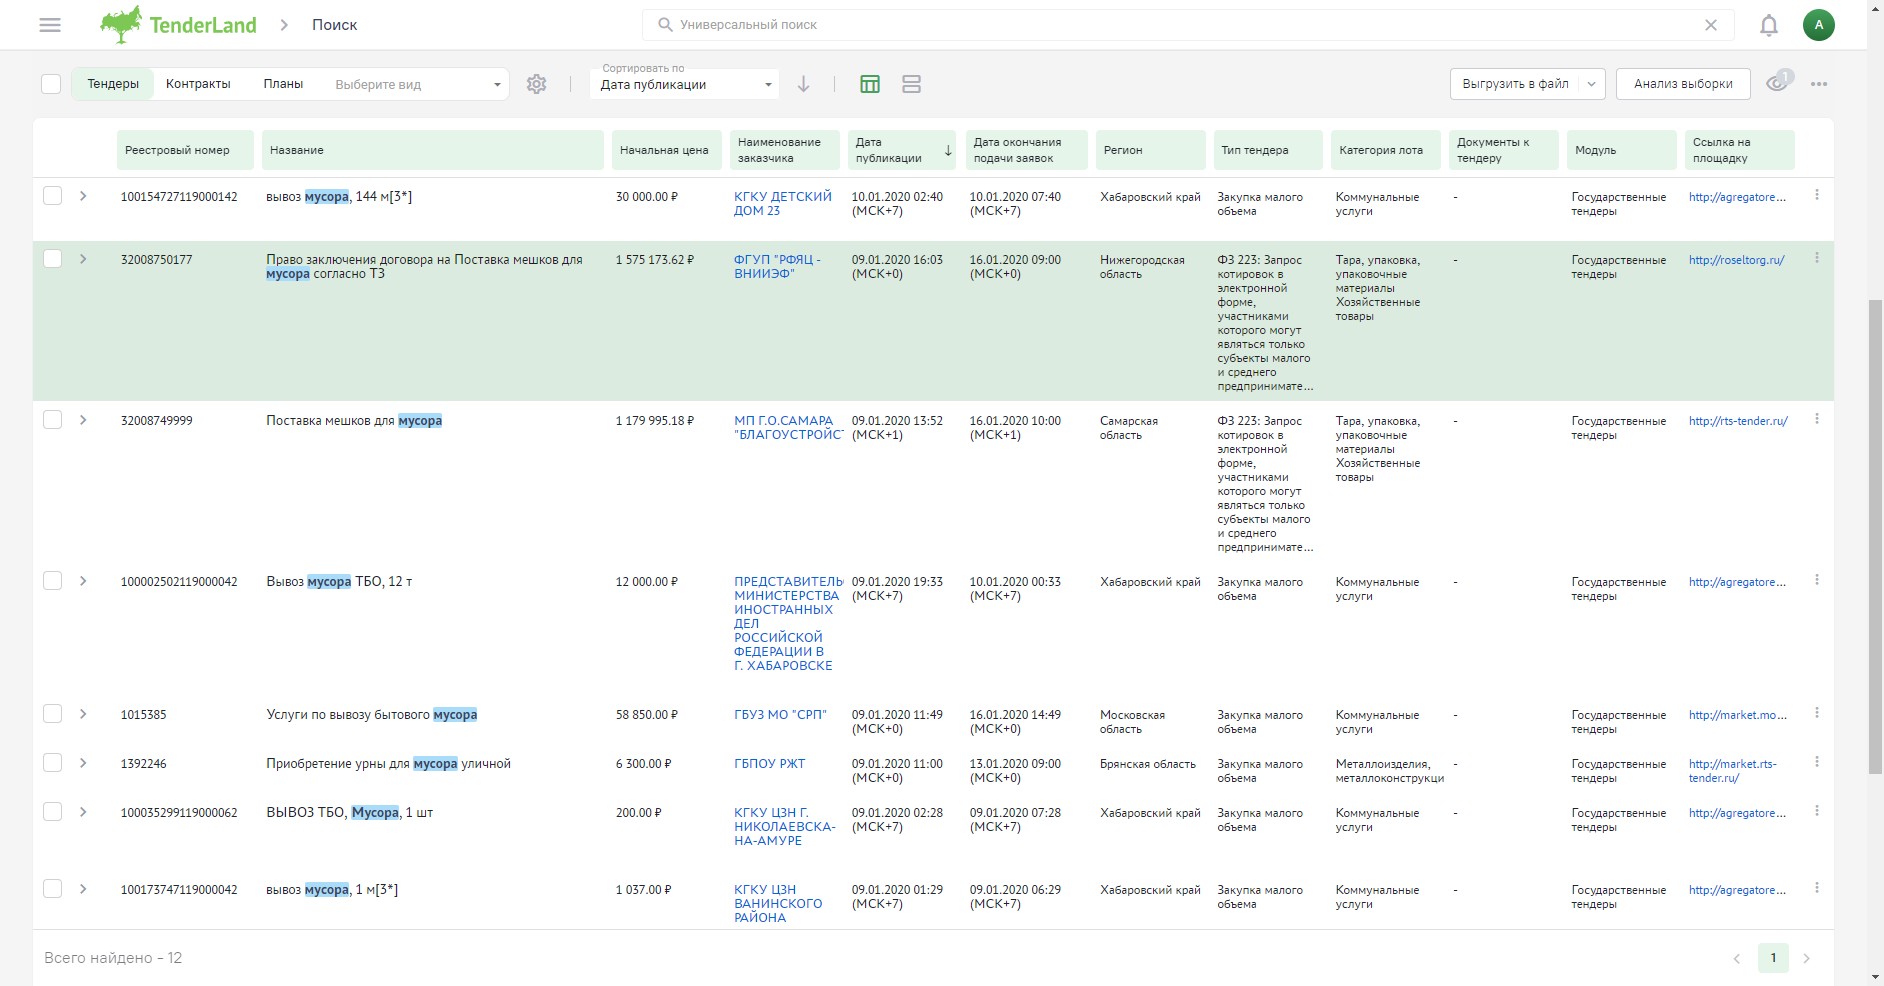 TenderLand
Поиск
Универсальный поиск
А
Тендеры
Контракты
Планы
Выберите вид
Сортировать по
Дата публикации
Выгрузить в файл
Анализ выборки
1
Реестровый номер
Название
Начальная цена
Наименование
заказчика
Дата
публикации
Дата окончания
подачи заявок
Регион
Тип тендера
Категория лота
Документы к
тендеру
Модуль
Ссылка на
площадку
100154727119000142
вывоз мусора, 144 м[3*]
30 000.00 ₽
КГКУ ДЕТСКИЙ
ДОМ 23
10.01.2020 02:40
(МСК+7)
10.01.2020 07:40
(МСК+7)
Хабаровский край
Закупка малого
объема
Коммунальные
услуги
-
Государственные
тендеры
http://agregatore...
32008750177
Право заключения договора на Поставка мешков для
мусора согласно ТЗ
1 575 173.62 ₽
ФГУП "РФЯЦ -
ВНИИЭФ"
09.01.2020 16:03
(МСК+0)
16.01.2020 09:00
(МСК+0)
Нижегородская
область
ФЗ 223: Запрос
котировок в
электронной
форме,
участниками
которого могут
являться только
субъекты малого
и среднего
предпринимате...
Тара, упаковка,
упаковочные
материалы
Хозяйственные
товары
-
Государственные
тендеры
http://roseltorg.ru/
32008749999
Поставка мешков для мусора
1 179 995.18 ₽
МП Г.О.САМАРА
"БЛАГОУСТРОЙСТ
09.01.2020 13:52
(МСК+1)
16.01.2020 10:00
(МСК+1)
Самарская
область
ФЗ 223: Запрос
котировок в
электронной
форме,
участниками
которого могут
являться только
субъекты малого
и среднего
предпринимате...
Тара, упаковка,
упаковочные
материалы
Хозяйственные
товары
-
Государственные
тендеры
http://rts-tender.ru/
100002502119000042
Вывоз мусора ТБО, 12 т
12 000.00 ₽
ПРЕДСТАВИТЕЛЬ
МИНИСТЕРСТВА
ИНОСТРАННЫХ
ДЕЛ
РОССИЙСКОЙ
ФЕДЕРАЦИИ В
Г. ХАБАРОВСКЕ
09.01.2020 19:33
(МСК+7)
10.01.2020 00:33
(МСК+7)
Хабаровский край
Закупка малого
объема
Коммунальные
услуги
-
Государственные
тендеры
http://agregatore...
1015385
Услуги по вывозу бытового мусора
58 850.00 ₽
ГБУЗ МО "СРП"
09.01.2020 11:49
(МСК+0)
16.01.2020 14:49
(МСК+0)
Московская
область
Закупка малого
объема
Коммунальные
услуги
-
Государственные
тендеры
http://market.mo...
1392246
Приобретение урны для мусора уличной
6 300.00 ₽
ГБПОУ РЖТ
09.01.2020 11:00
(МСК+0)
13.01.2020 09:00
(МСК+0)
Брянская область
Закупка малого
объема
Металлоизделия,
металлоконструкци
-
Государственные
тендеры
http://market.rts-
tender.ru/
100035299119000062
ВЫВОЗ ТБО, Мусора, 1 шт
200.00 ₽
КГКУ ЦЗН Г.
НИКОЛАЕВСКА-
НА-АМУРЕ
09.01.2020 02:28
(МСК+7)
09.01.2020 07:28
(МСК+7)
Хабаровский край
Закупка малого
объема
Коммунальные
услуги
-
Государственные
тендеры
http://agregatore...
100173747119000042
вывоз мусора, 1 м[3*]
1 037.00 ₽
КГКУ ЦЗН
ВАНИНСКОГО
РАЙОНА
09.01.2020 01:29
(МСК+7)
09.01.2020 06:29
(МСК+7)
Хабаровский край
Закупка малого
объема
Коммунальные
услуги
-
Государственные
тендеры
http://agregatore...
Всего найдено - 12
1